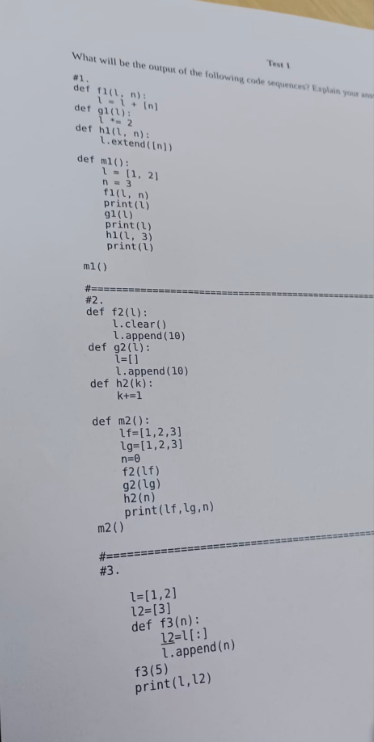 Test 1
What will be the output of the following code sequences? Explain your
#1.
def f1(l, n):
l = l + [n]
def g1(l):
l *= 2
def h1(l, n):
l.extend([n])
def m1():
l = [1, 2]
n = 3
f1(l, n)
print(l)
g1(l)
print(l)
h1(l, 3)
print(l)
m1()
#==================================================
#2.
def f2(l):
l.clear()
l.append(10)
def g2(l):
l=[]
l.append(10)
def h2(k):
k+=1
def m2():
lf=[1,2,3]
lg=[1,2,3]
n=0
f2(lf)
g2(lg)
h2(n)
print(lf,lg,n)
m2()
#==================================================
#3.
l=[1,2]
l2=[3]
def f3(n):
l2=l[:]
l.append(n)
f3(5)
print(l,l2)